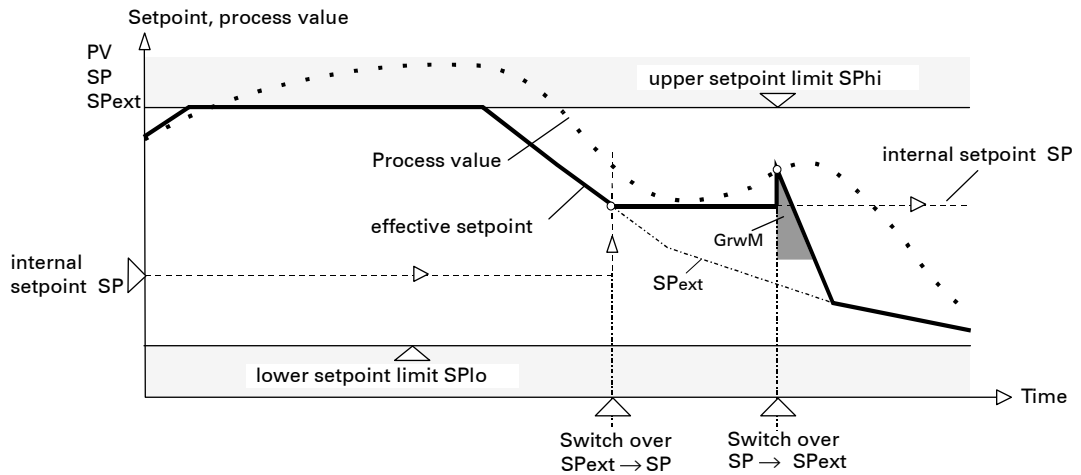 Setpoint, process value
PV
SP
SPext
upper setpoint limit SPhi
Process value
internal setpoint SP
effective setpoint
GrwM
internal
setpoint SP
SPext
lower setpoint limit SPlo
Time
Switch over
SPext → SP
Switch over
SP → SPext